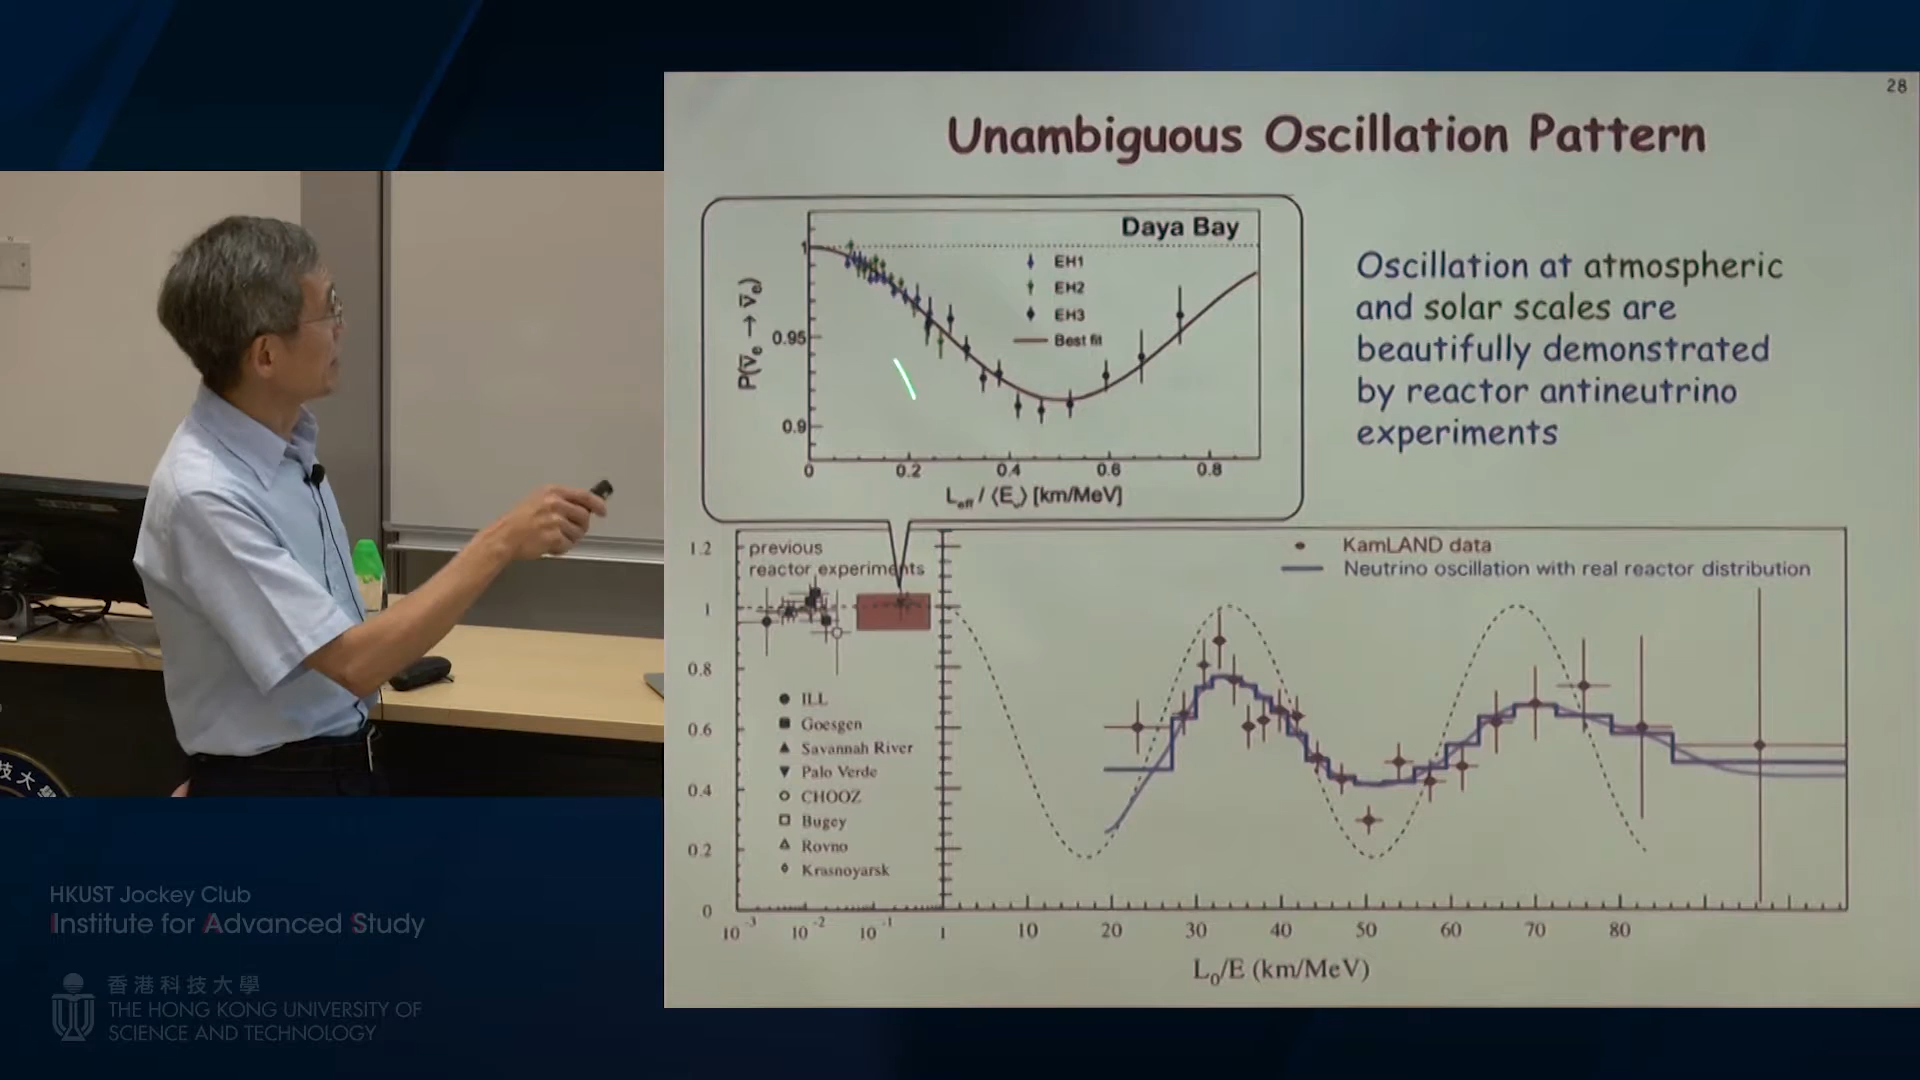 28
Unambiguous Oscillation Pattern
Daya Bay
EH1
EH2
EH3
Best fit
P(ν̄e → ν̄e)
1
0.95
0.9
0
0.2
0.4
0.6
0.8
Leff / ⟨Eν⟩ [km/MeV]
Oscillation at atmospheric
and solar scales are
beautifully demonstrated
by reactor antineutrino
experiments
previous
reactor experiments
KamLAND data
Neutrino oscillation with real reactor distribution
1.2
1
0.8
0.6
0.4
0.2
0
ILL
Goesgen
Savannah River
Palo Verde
CHOOZ
Bugey
Rovno
Krasnoyarsk
10⁻³
10⁻²
10⁻¹
1
10
20
30
40
50
60
70
80
L₀/E (km/MeV)
技大學
HKUST Jockey Club
Institute for Advanced Study
香港科技大學
THE HONG KONG UNIVERSITY OF
SCIENCE AND TECHNOLOGY